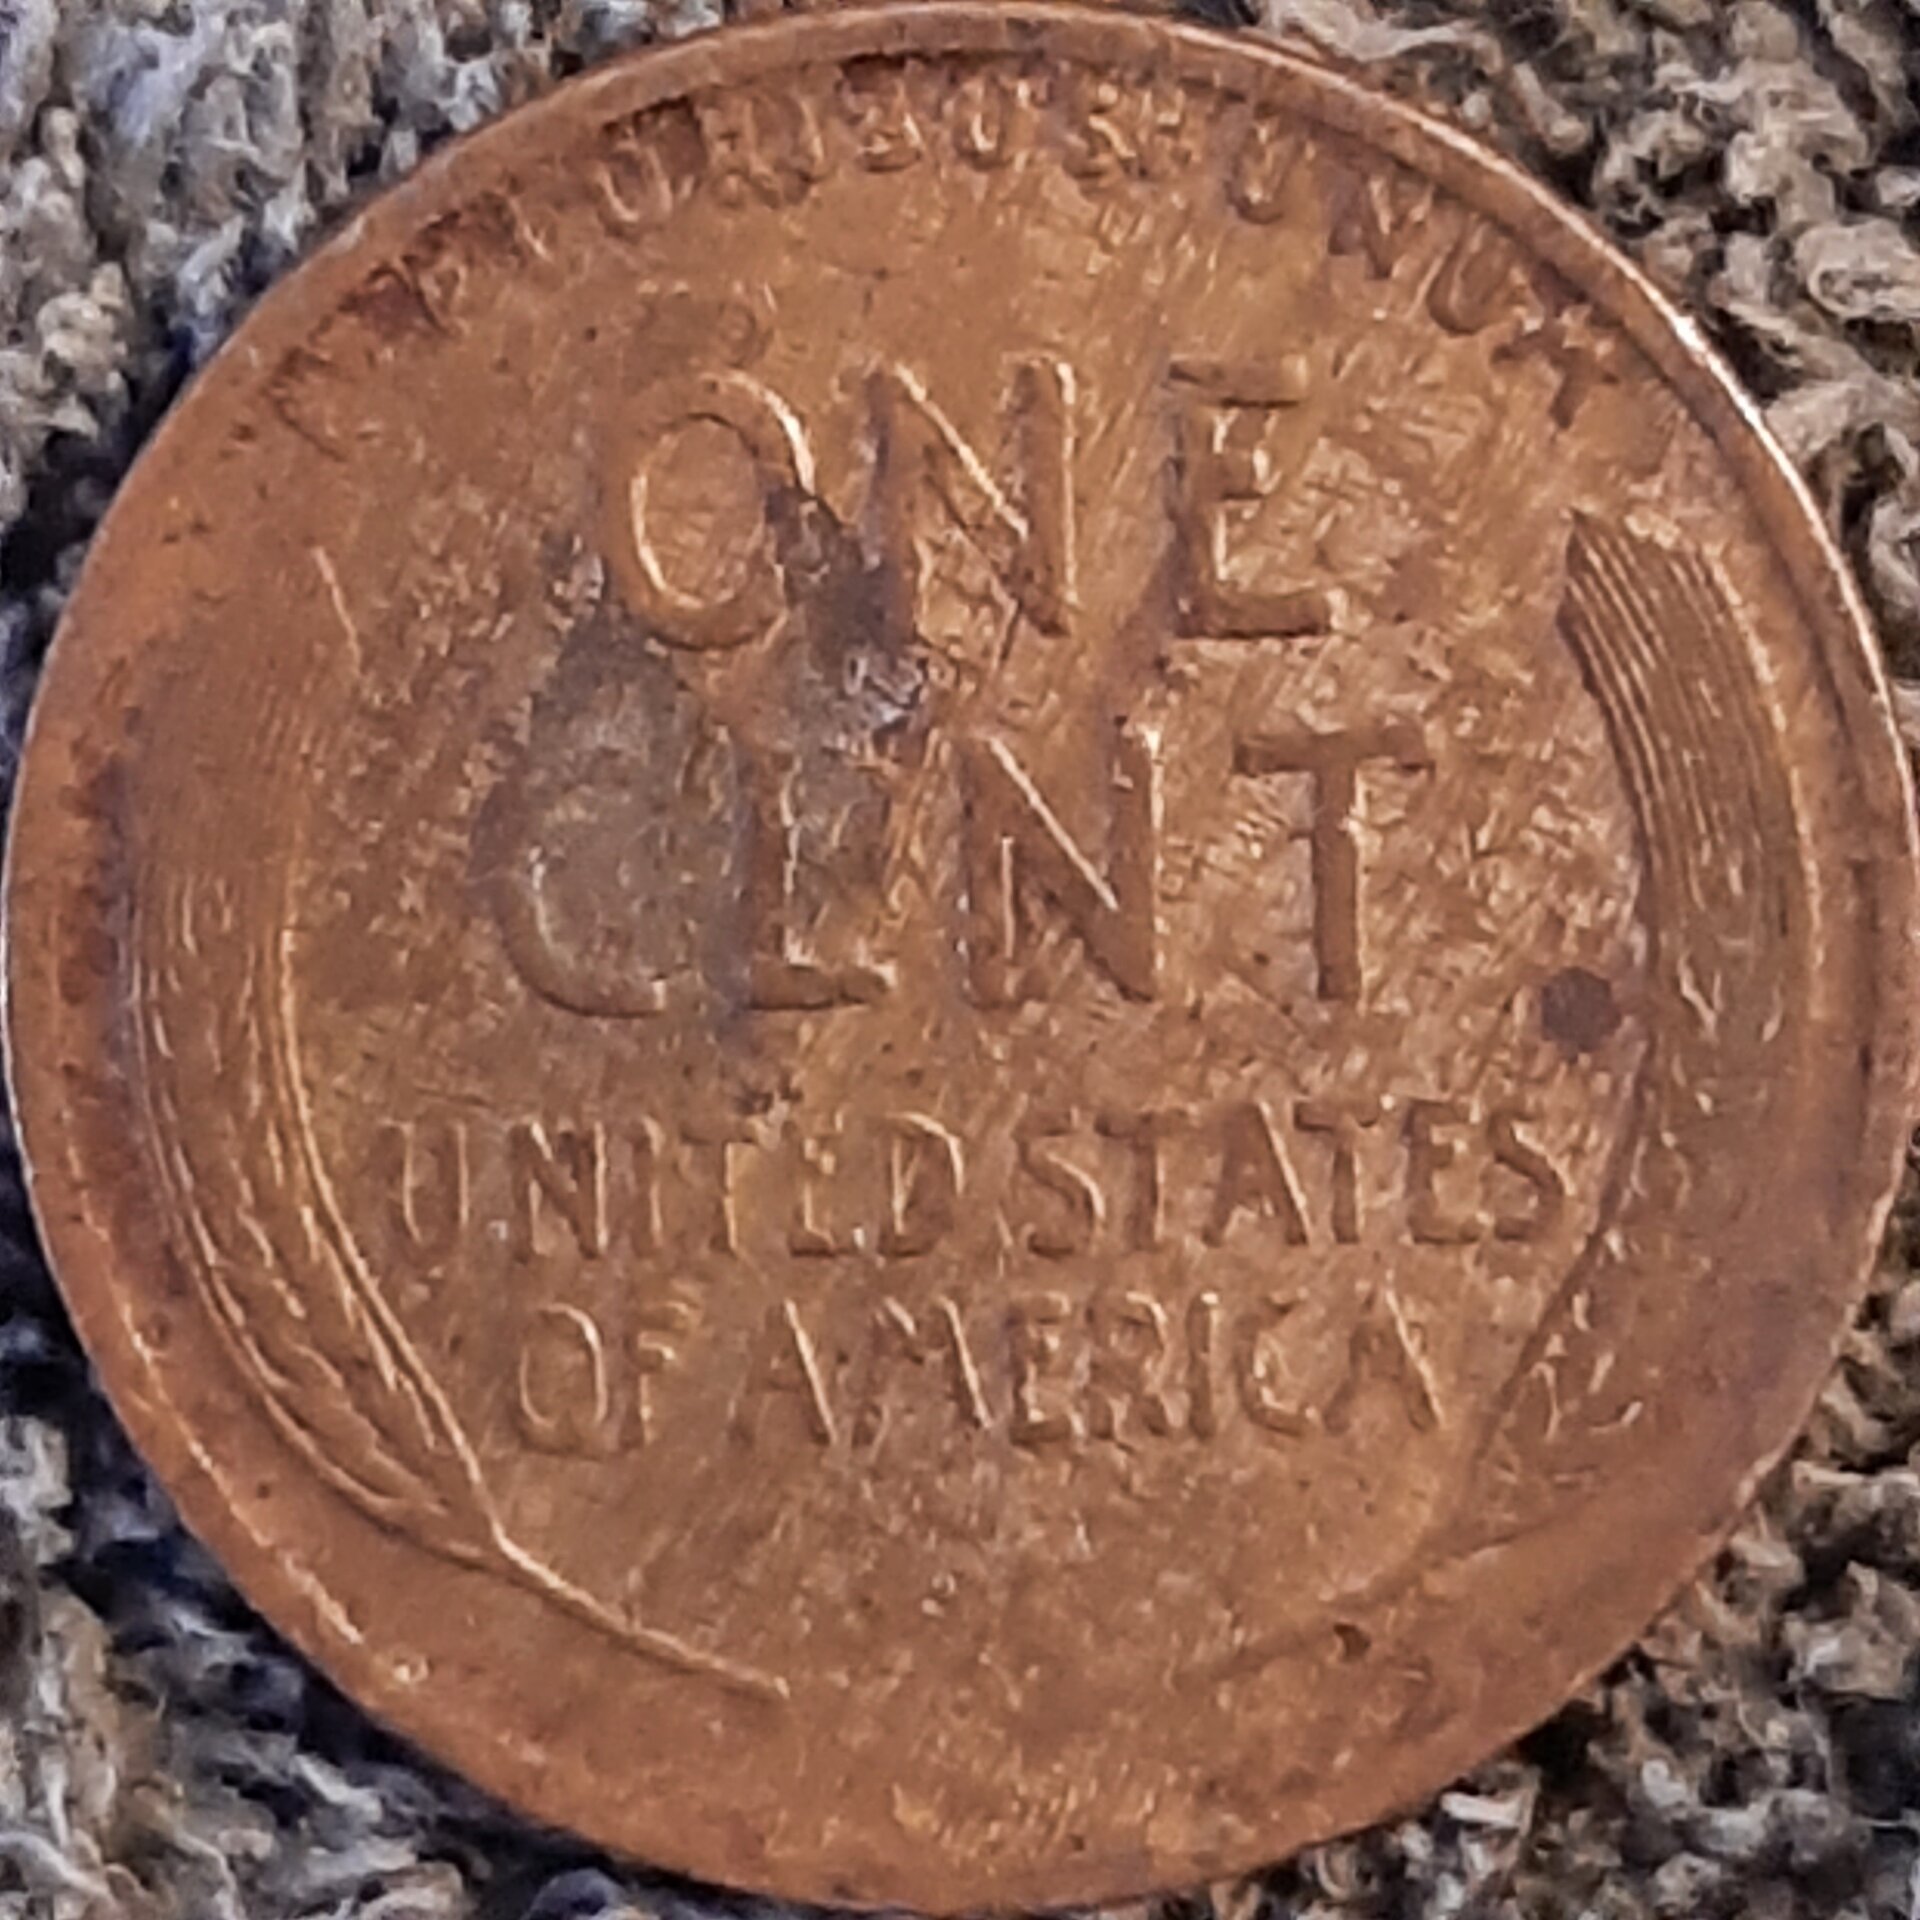 ONE
CENT
UNITED STATES
OF AMERICA